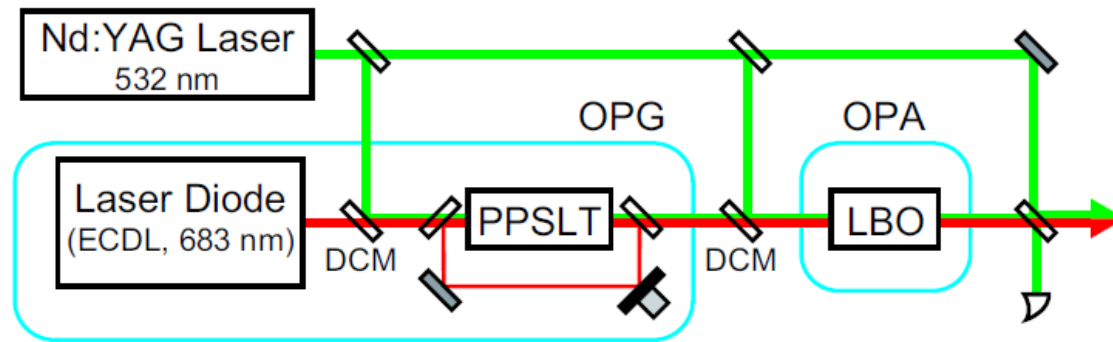 Nd:YAG Laser
532 nm
OPG
OPA
Laser Diode
(ECDL, 683 nm)
DCM
PPSLT
DCM
LBO